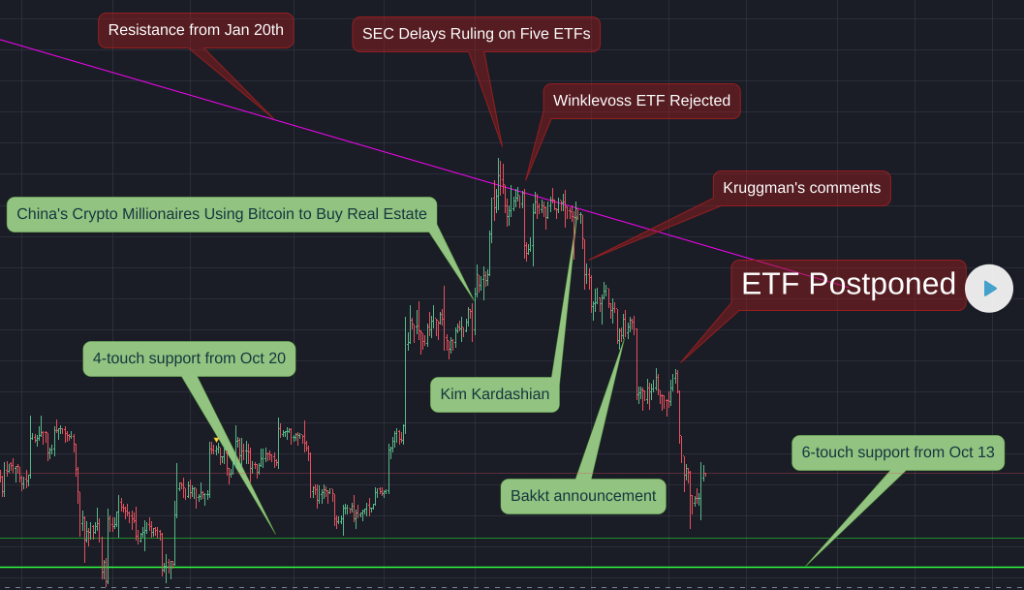 Resistance from Jan 20th
SEC Delays Ruling on Five ETFs
Winklevoss ETF Rejected
Kruggman's comments
China's Crypto Millionaires Using Bitcoin to Buy Real Estate
ETF Postponed
4-touch support from Oct 20
Kim Kardashian
6-touch support from Oct 13
Bakkt announcement